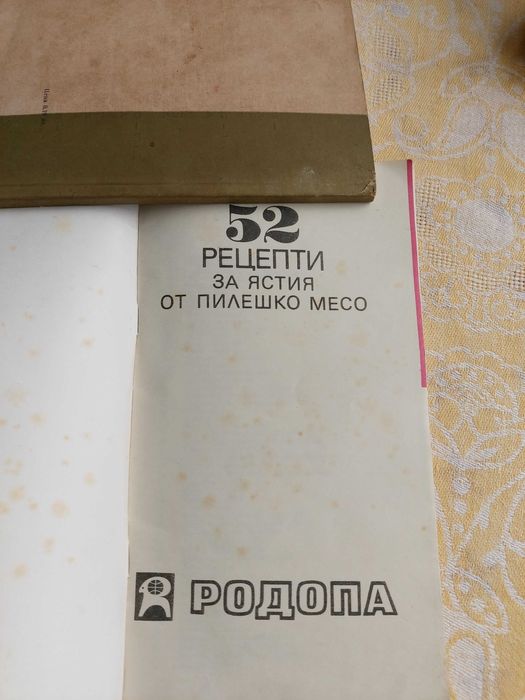 52
РЕЦЕПТИ
ЗА ЯСТИЯ
ОТ ПИЛЕШКО МЕСО
РОДОПА